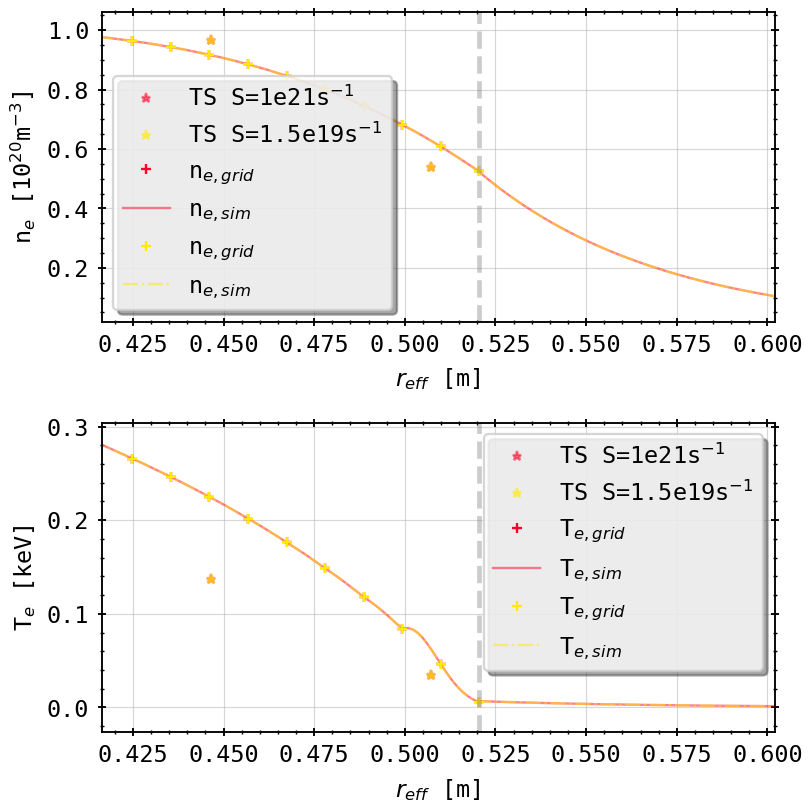 1.0
0.8
0.6
0.4
0.2
n_e [10^20 m^−3]
TS S=1e21s^−1
TS S=1.5e19s^−1
n_e,grid
n_e,sim
n_e,grid
n_e,sim
0.425 0.450 0.475 0.500 0.525 0.550 0.575 0.600
r_eff [m]
0.3
0.2
0.1
0.0
T_e [keV]
TS S=1e21s^−1
TS S=1.5e19s^−1
T_e,grid
T_e,sim
T_e,grid
T_e,sim
0.425 0.450 0.475 0.500 0.525 0.550 0.575 0.600
r_eff [m]